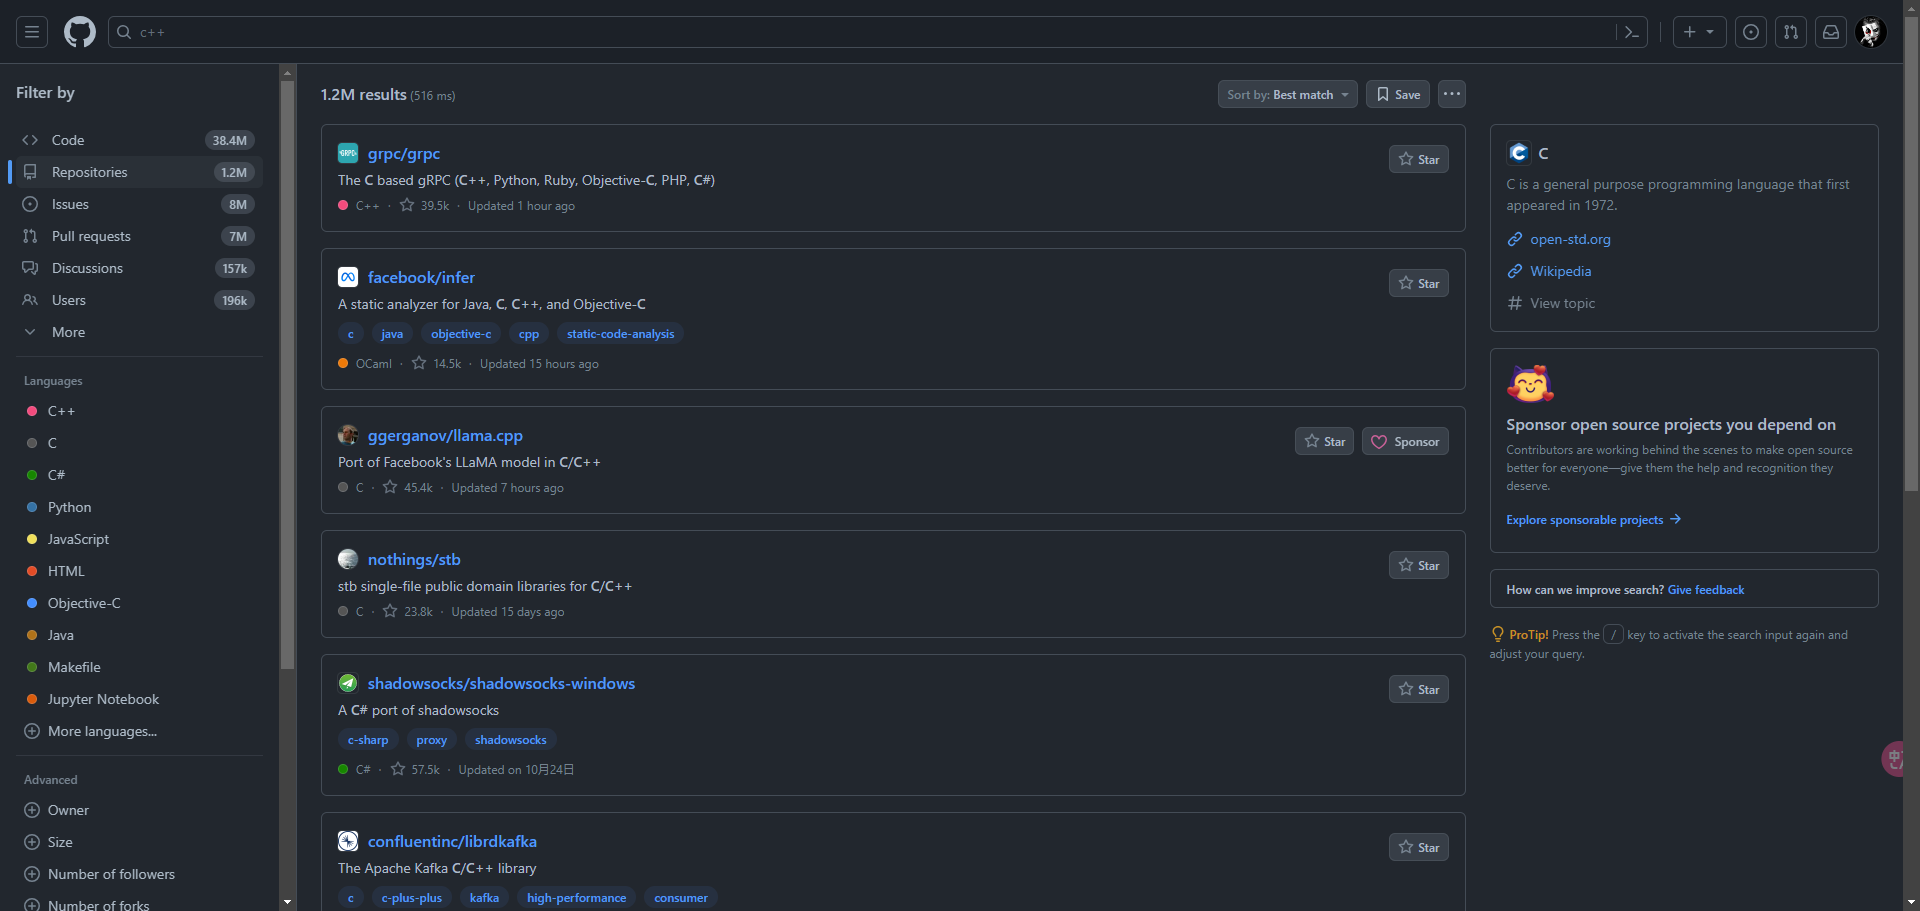 c++
Filter by
Code 38.4M
Repositories 1.2M
Issues 8M
Pull requests 7M
Discussions 157k
Users 196k
More
Languages
C++
C
C#
Python
JavaScript
HTML
Objective-C
Java
Makefile
Jupyter Notebook
More languages...
Advanced
Owner
Size
Number of followers
Number of forks
1.2M results (516 ms)
Sort by: Best match
Save
grpc/grpc
Star
The C based gRPC (C++, Python, Ruby, Objective-C, PHP, C#)
C++ · 39.5k · Updated 1 hour ago
facebook/infer
Star
A static analyzer for Java, C, C++, and Objective-C
c java objective-c cpp static-code-analysis
OCaml · 14.5k · Updated 15 hours ago
ggerganov/llama.cpp
Star Sponsor
Port of Facebook's LLaMA model in C/C++
C · 45.4k · Updated 7 hours ago
nothings/stb
Star
stb single-file public domain libraries for C/C++
C · 23.8k · Updated 15 days ago
shadowsocks/shadowsocks-windows
Star
A C# port of shadowsocks
c-sharp proxy shadowsocks
C# · 57.5k · Updated on 10月24日
confluentinc/librdkafka
Star
The Apache Kafka C/C++ library
c c-plus-plus kafka high-performance consumer
C
C is a general purpose programming language that first
appeared in 1972.
open-std.org
Wikipedia
View topic
Sponsor open source projects you depend on
Contributors are working behind the scenes to make open source
better for everyone—give them the help and recognition they
deserve.
Explore sponsorable projects
How can we improve search? Give feedback
ProTip! Press the / key to activate the search input again and
adjust your query.
中